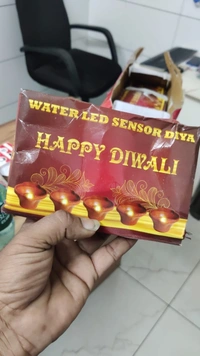 WATER LED SENSOR DIYA
HAPPY DIWALI